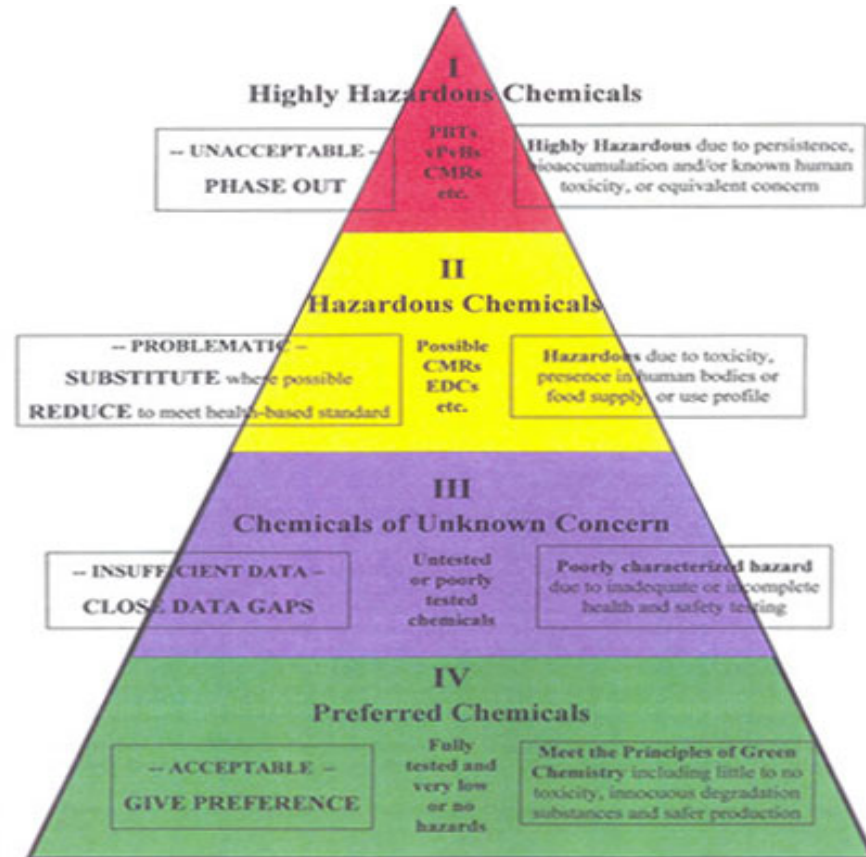 I
Highly Hazardous Chemicals
-- UNACCEPTABLE --
PHASE OUT
PBTs
vPvBs
CMRs
etc.
Highly Hazardous due to persistence,
bioaccumulation and/or known human
toxicity, or equivalent concern
II
Hazardous Chemicals
-- PROBLEMATIC --
SUBSTITUTE where possible
REDUCE to meet health-based standard
Possible
CMRs
EDCs
etc.
Hazardous due to toxicity,
presence in human bodies or
food supply, or use profile
III
Chemicals of Unknown Concern
-- INSUFFICIENT DATA --
CLOSE DATA GAPS
Untested
or poorly
tested
chemicals
Poorly characterized hazard
due to inadequate or incomplete
health and safety testing
IV
Preferred Chemicals
-- ACCEPTABLE --
GIVE PREFERENCE
Fully
tested and
very low
or no
hazards
Meet the Principles of Green
Chemistry including little to no
toxicity, innocuous degradation
substances and safer production